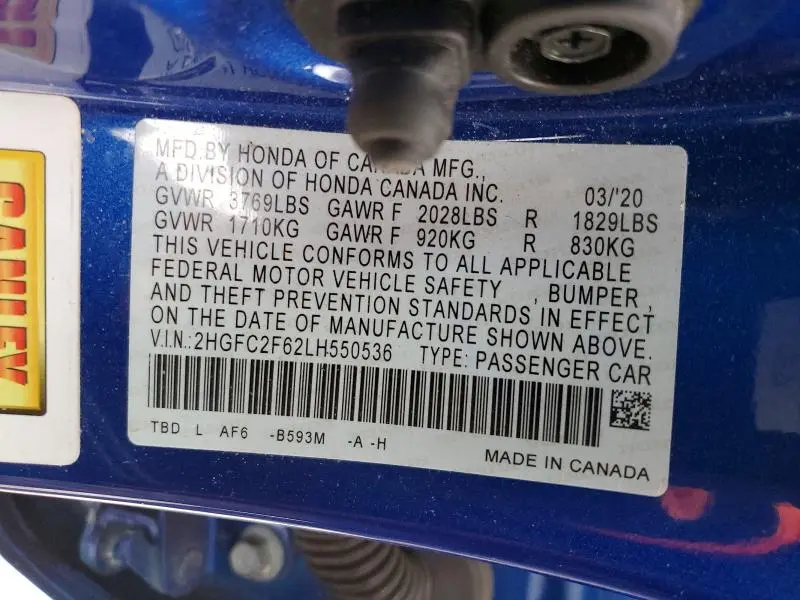 MFD.BY HONDA OF CANADA MFG.,
A DIVISION OF HONDA CANADA INC. 03/'20
GVWR 3769LBS GAWR F 2028LBS R 1829LBS
GVWR 1710KG GAWR F 920KG R 830KG
THIS VEHICLE CONFORMS TO ALL APPLICABLE
FEDERAL MOTOR VEHICLE SAFETY , BUMPER ,
AND THEFT PREVENTION STANDARDS IN EFFECT
ON THE DATE OF MANUFACTURE SHOWN ABOVE.
V.I.N.:2HGFC2F62LH550536 TYPE: PASSENGER CAR
TBD L AF6 -B593M -A -H
MADE IN CANADA